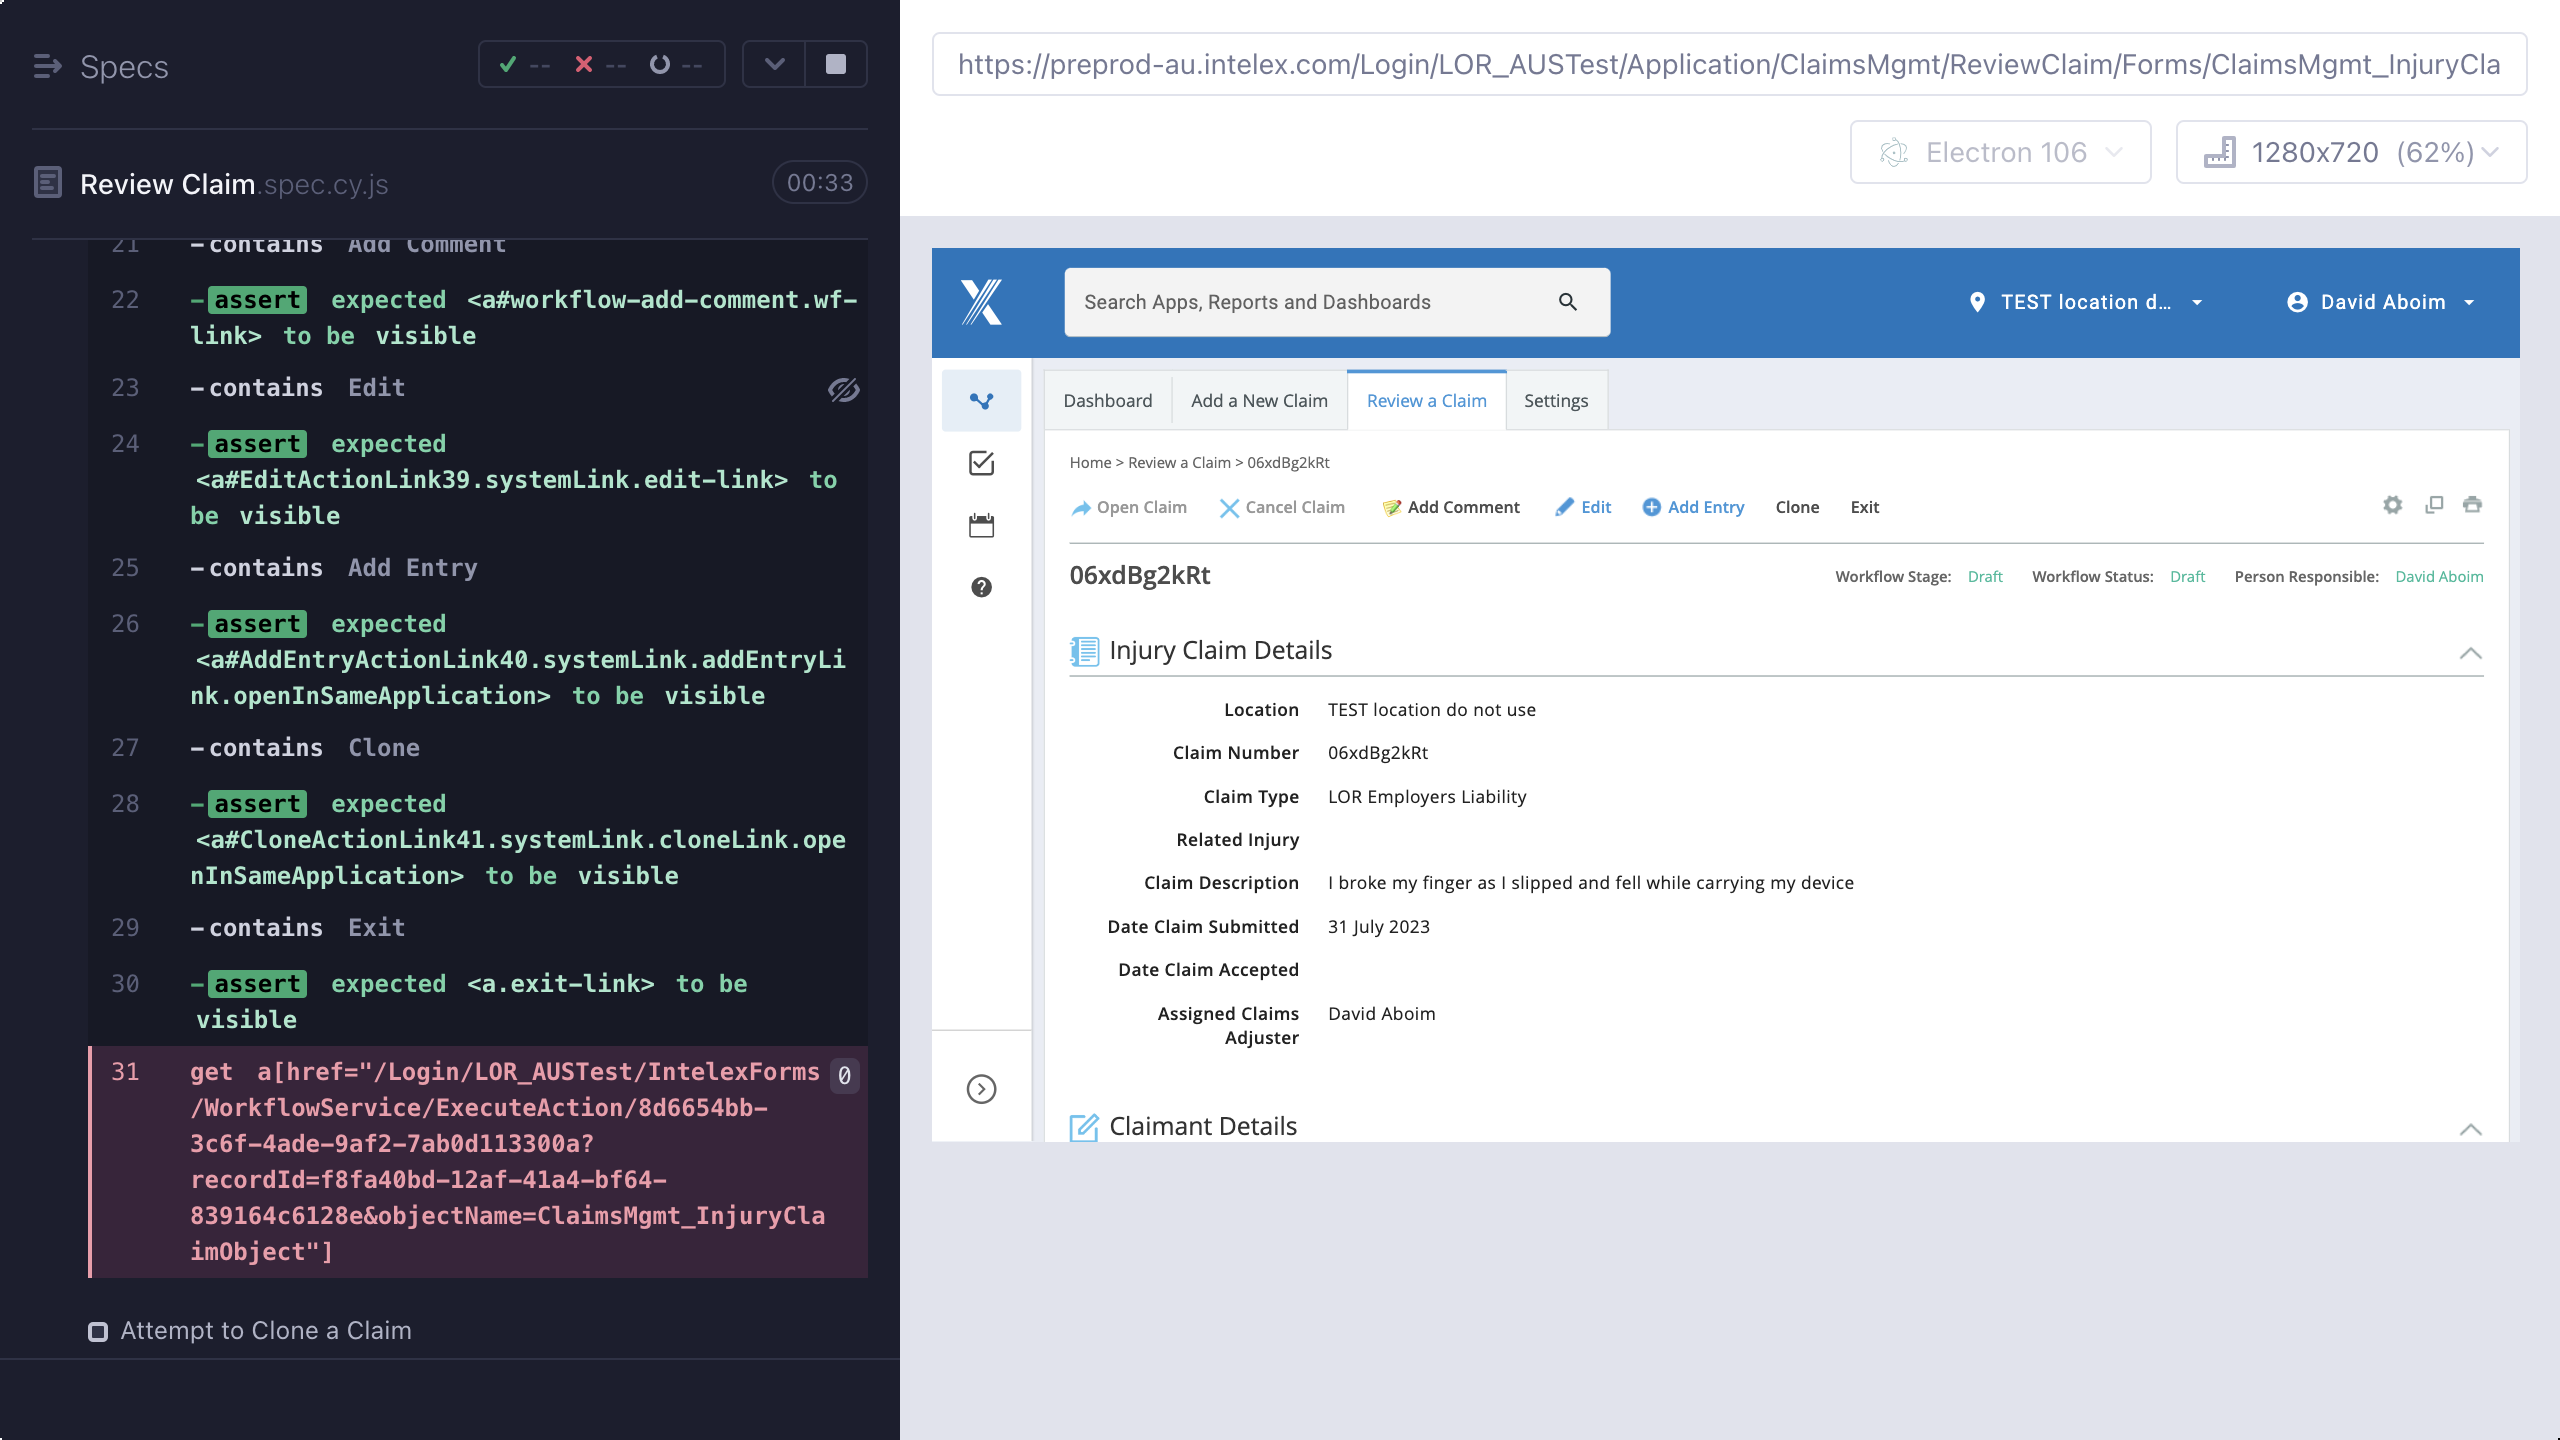 Specs
-- -- --
Review Claim.spec.cy.js
00:33
21 -contains Add Comment
22 -assert expected <a#workflow-add-comment.wf-
link> to be visible
23 -contains Edit
24 -assert expected
<a#EditActionLink39.systemLink.edit-link> to
be visible
25 -contains Add Entry
26 -assert expected
<a#AddEntryActionLink40.systemLink.addEntryLi
nk.openInSameApplication> to be visible
27 -contains Clone
28 -assert expected
<a#CloneActionLink41.systemLink.cloneLink.ope
nInSameApplication> to be visible
29 -contains Exit
30 -assert expected <a.exit-link> to be
visible
31 get a[href="/Login/LOR_AUSTest/IntelexForms 0
/WorkflowService/ExecuteAction/8d6654bb-
3c6f-4ade-9af2-7ab0d113300a?
recordId=f8fa40bd-12af-41a4-bf64-
839164c6128e&objectName=ClaimsMgmt_InjuryCla
imObject"]
Attempt to Clone a Claim
https://preprod-au.intelex.com/Login/LOR_AUSTest/Application/ClaimsMgmt/ReviewClaim/Forms/ClaimsMgmt_InjuryCla
Electron 106
1280x720 (62%)
Search Apps, Reports and Dashboards
TEST location d...
David Aboim
Dashboard
Add a New Claim
Review a Claim
Settings
Home > Review a Claim > 06xdBg2kRt
Open Claim
Cancel Claim
Add Comment
Edit
Add Entry
Clone
Exit
06xdBg2kRt
Workflow Stage: Draft
Workflow Status: Draft
Person Responsible: David Aboim
Injury Claim Details
Location TEST location do not use
Claim Number 06xdBg2kRt
Claim Type LOR Employers Liability
Related Injury
Claim Description I broke my finger as I slipped and fell while carrying my device
Date Claim Submitted 31 July 2023
Date Claim Accepted
Assigned Claims David Aboim
Adjuster
Claimant Details